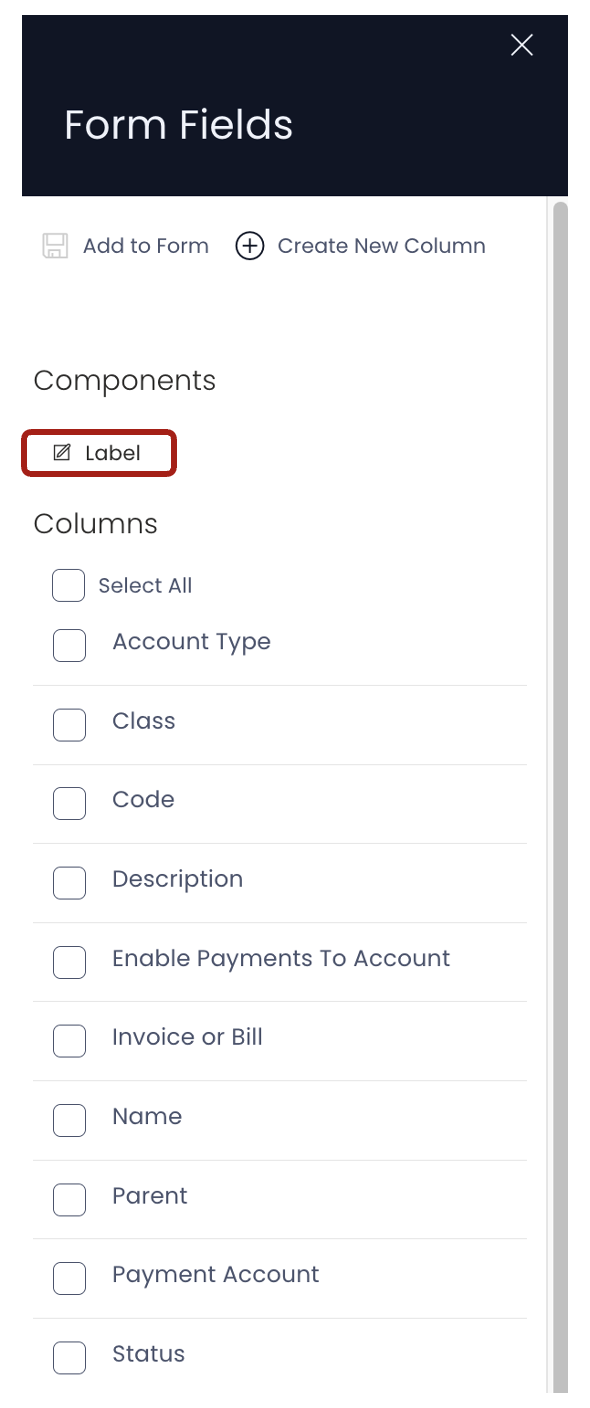 Form Fields
Add to Form Create New Column
Components
Label
Columns
Select All
Account Type
Class
Code
Description
Enable Payments To Account
Invoice or Bill
Name
Parent
Payment Account
Status